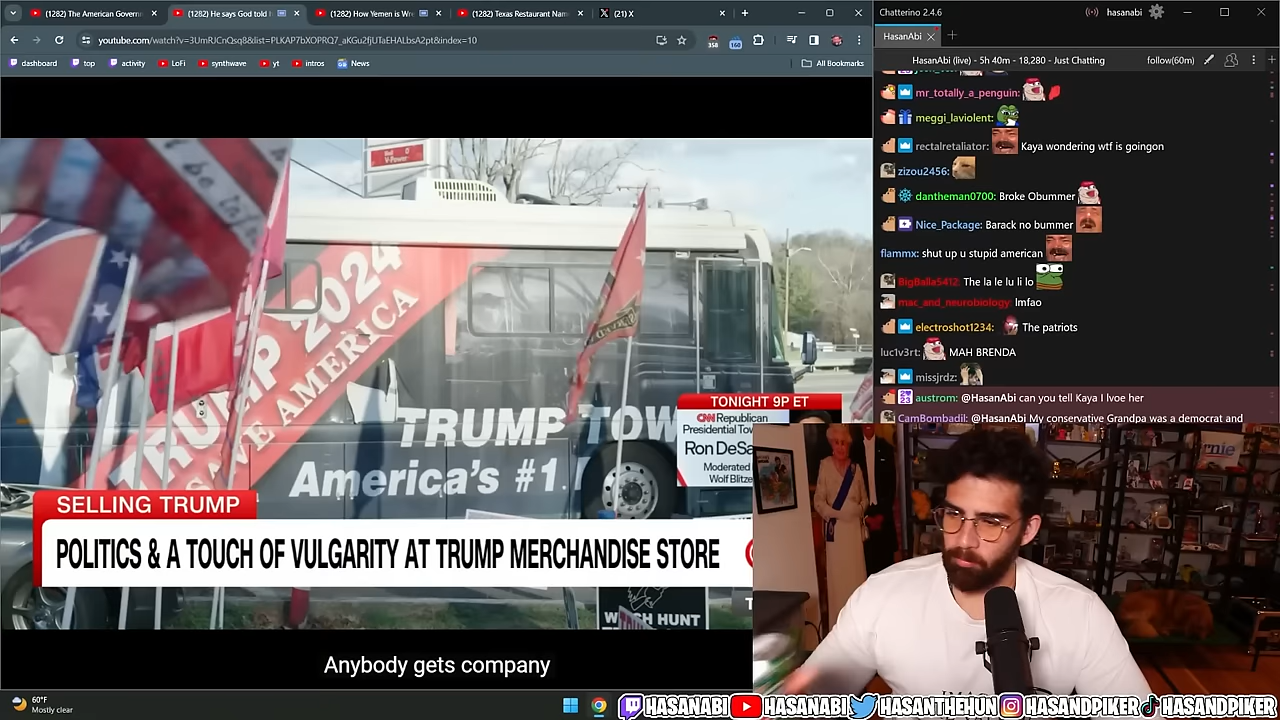 (1282) The American Governm
(1282) He says God told h
(1282) How Yemen is Wre
(1282) Texas Restaurant Nam
(21) X
youtube.com/watch?v=3UmRJCnQsq8&list=PLKAP7bXOPRQ7_aKGu2fjUTaEHALbsA2pt&index=10
358
160
dashboard
top
activity
LoFi
synthwave
yt
intros
News
All Bookmarks
V-Power
TRUMP 2024
SAVE AMERICA
TRUMP TOW
America's #1
TONIGHT 9P ET
CNN Republican
Presidential Tow
Ron DeSa
Moderated
Wolf Blitze
SELLING TRUMP
POLITICS & A TOUCH OF VULGARITY AT TRUMP MERCHANDISE STORE
W TCH HUNT
Anybody gets company
60°F
Mostly clear
Chatterino 2.4.6
hasanabi
HasanAbi
HasanAbi (live) - 5h 40m - 18,280 - Just Chatting
follow(60m)
mr_totally_a_penguin:
meggi_laviolent:
rectalretaliator: Kaya wondering wtf is goingon
zizou2456:
dantheman0700: Broke Obummer
Nice_Package: Barack no bummer
flammx: shut up u stupid american
BigBalla5412: The la le lu li lo
mac_and_neurobiology: lmfao
electroshot1234: The patriots
luc1v3rt: MAH BRENDA
missjrdz:
austrom: @HasanAbi can you tell Kaya I lvoe her
CamBombadil: @HasanAbi My conservative Grandpa was a democrat and
ernie
HASANABI
HASANABI
HASANTHEHUN
HASANDPIKER
HASANDPIKER